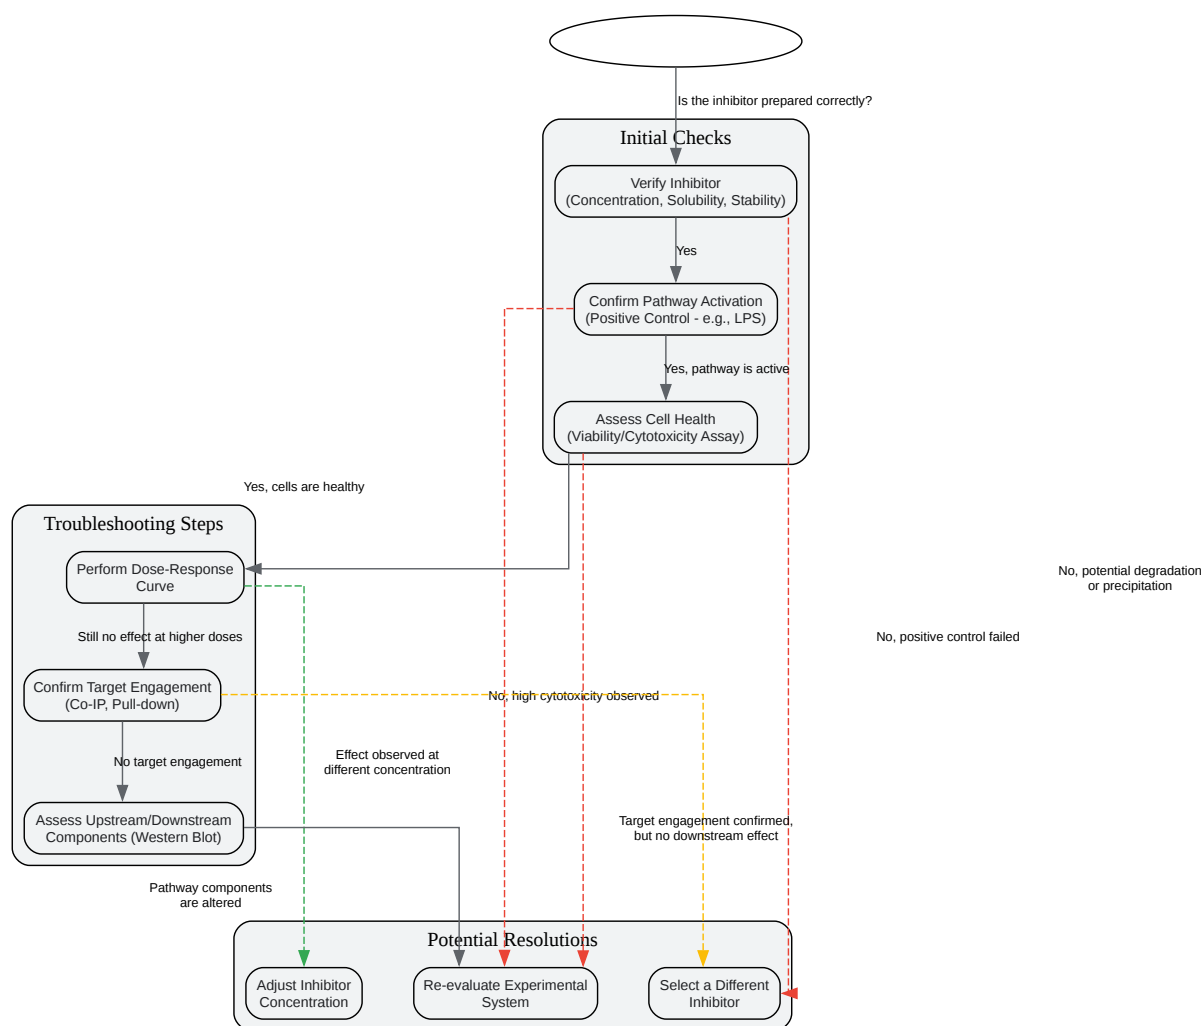 Is the inhibitor prepared correctly?
Initial Checks
Verify Inhibitor
(Concentration, Solubility, Stability)
Yes
Confirm Pathway Activation
(Positive Control - e.g., LPS)
Yes, pathway is active
Assess Cell Health
(Viability/Cytotoxicity Assay)
Yes, cells are healthy
Troubleshooting Steps
Perform Dose-Response
Curve
No, potential degradation
or precipitation
Still no effect at higher doses
No, positive control failed
Confirm Target Engagement
(Co-IP, Pull-down)
No, high cytotoxicity observed
No target engagement
Effect observed at
different concentration
Assess Upstream/Downstream
Components (Western Blot)
Target engagement confirmed,
but no downstream effect
Pathway components
are altered
Potential Resolutions
Adjust Inhibitor
Concentration
Re-evaluate Experimental
System
Select a Different
Inhibitor